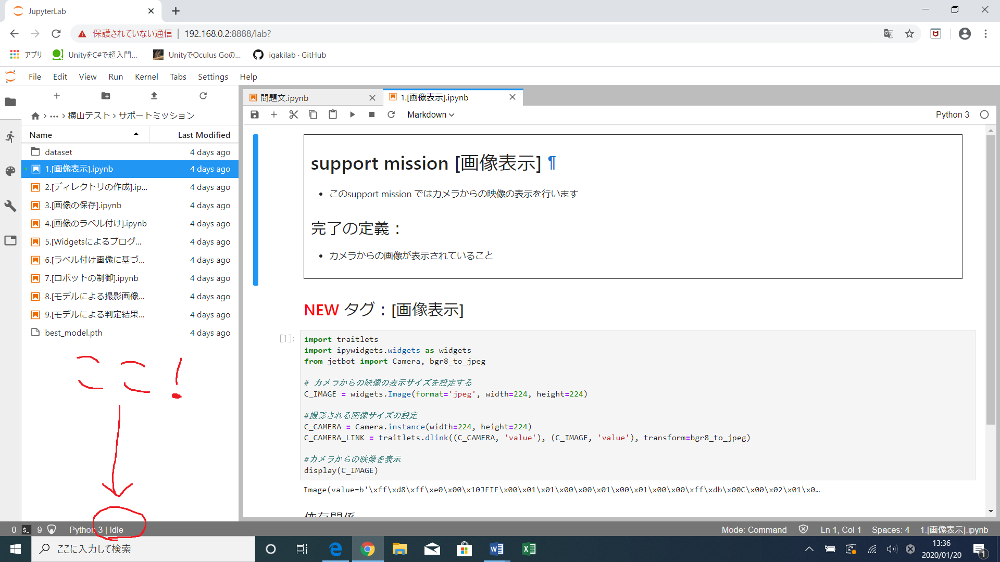 JupyterLab
保護されていない通信 192.168.0.2:8888/lab?
アプリ UnityをC#で超入門... UnityでOculus Goの... igakilab · GitHub
File Edit View Run Kernel Tabs Settings Help
… › 横山テスト › サポートミッション
Name Last Modified
dataset 4 days ago
1.[画像表示].ipynb 4 days ago
2.[ディレクトリの作成].ip... 4 days ago
3.[画像の保存].ipynb 4 days ago
4.[画像のラベル付け].ipynb 4 days ago
5.[Widgetsによるプログ... 4 days ago
6.[ラベル付け画像に基づ... 4 days ago
7.[ロボットの制御].ipynb 4 days ago
8.[モデルによる撮影画像... 4 days ago
9.[モデルによる判定結果... 4 days ago
best_model.pth 4 days ago
ここ!
問題文.ipynb 1.[画像表示].ipynb
Markdown Python 3
support mission [画像表示] ¶
• このsupport mission ではカメラからの映像の表示を行います
完了の定義：
• カメラからの画像が表示されていること
NEW タグ：[画像表示]
[1]:
import traitlets
import ipywidgets.widgets as widgets
from jetbot import Camera, bgr8_to_jpeg
# カメラからの映像の表示サイズを設定する
C_IMAGE = widgets.Image(format='jpeg', width=224, height=224)
#撮影される画像サイズの設定
C_CAMERA = Camera.instance(width=224, height=224)
C_CAMERA_LINK = traitlets.dlink((C_CAMERA, 'value'), (C_IMAGE, 'value'), transform=bgr8_to_jpeg)
#カメラからの映像を表示
display(C_IMAGE)
Image(value=b'\xff\xd8\xff\xe0\x00\x10JFIF\x00\x01\x01\x00\x00\x01\x00\x01\x00\x00\xff\xdb\x00C\x00\x02\x01\x0…
依存関係
0 $_ 9 Python 3 | Idle Mode: Command Ln 1, Col 1 Spaces: 4 1.[画像表示].ipynb
ここに入力して検索
13:36
2020/01/20
1